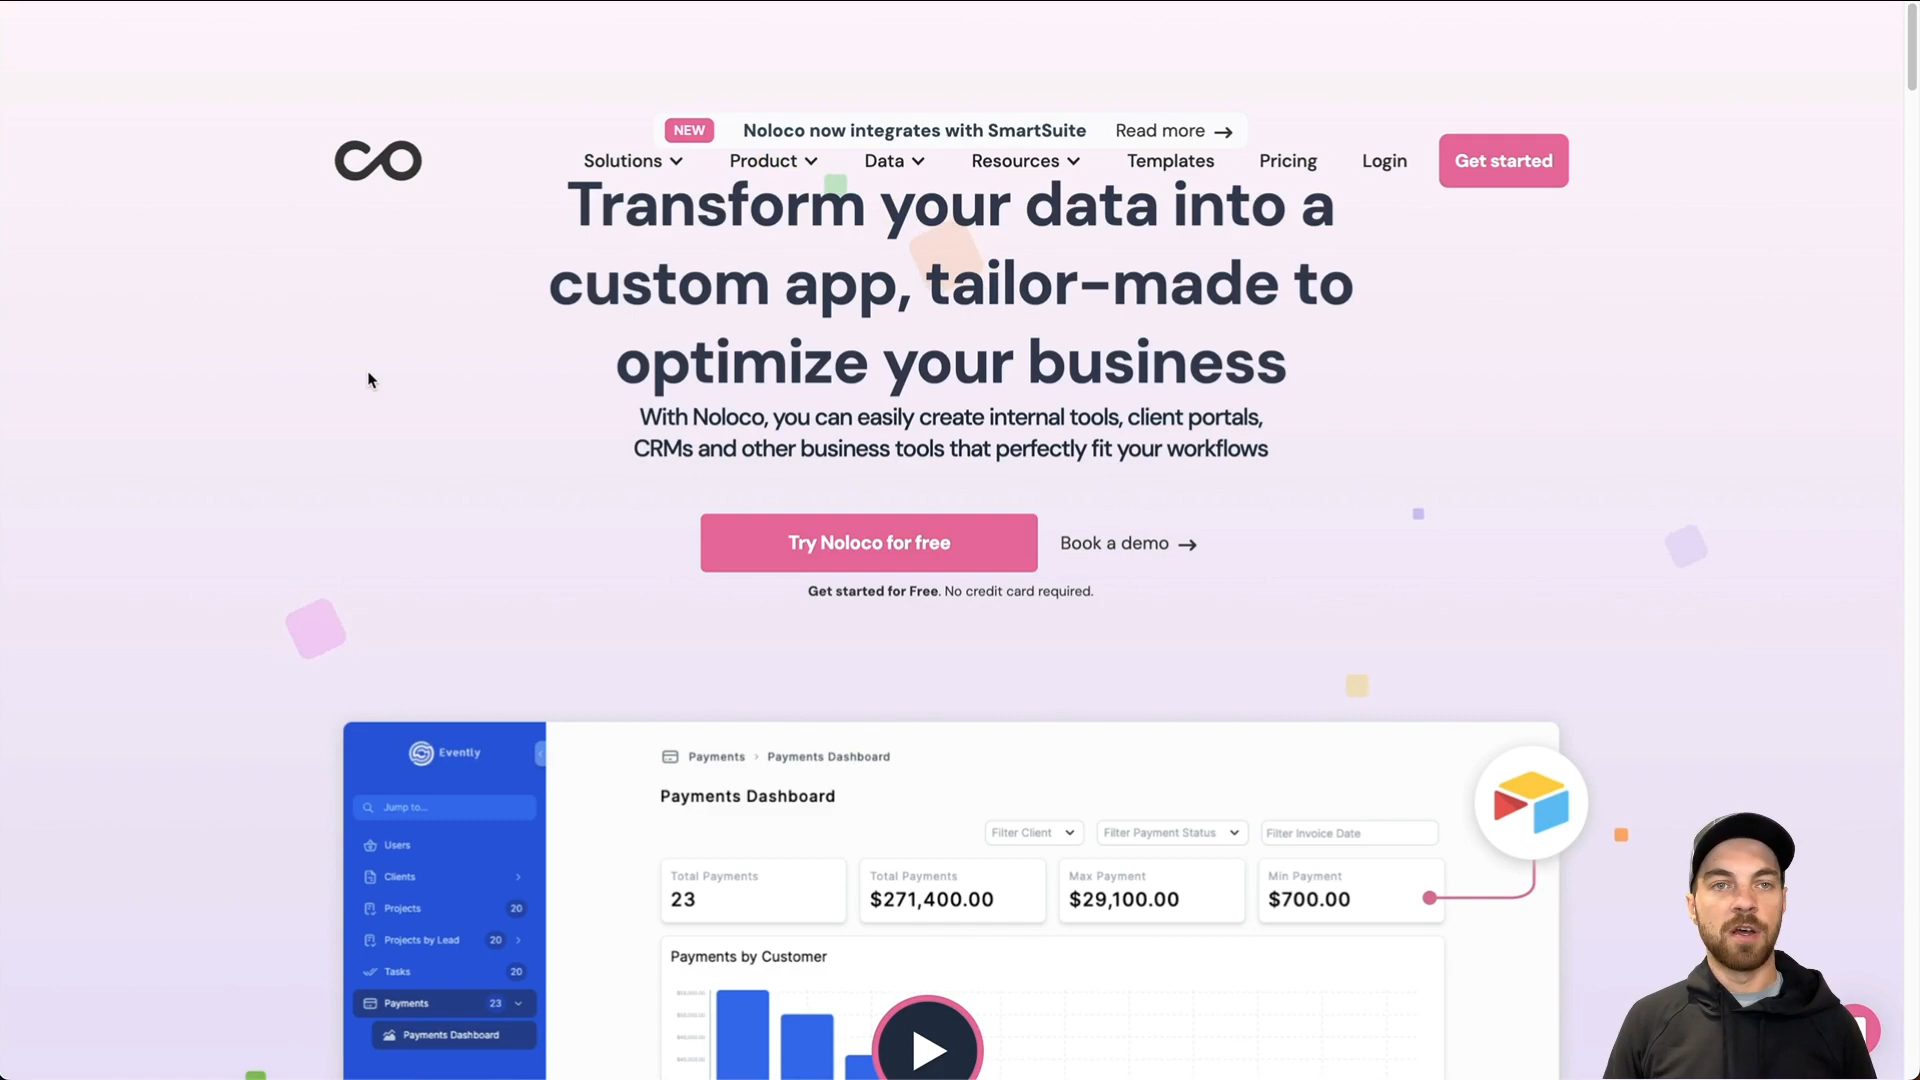 NEW Noloco now integrates with SmartSuite Read more →
Solutions Product Data Resources Templates Pricing Login Get started
Transform your data into a
custom app, tailor-made to
optimize your business
With Noloco, you can easily create internal tools, client portals,
CRMs and other business tools that perfectly fit your workflows
Try Noloco for free Book a demo →
Get started for Free. No credit card required.
Evently
Jump to...
Users
Clients
Projects 20
Projects by Lead 20
Tasks 20
Payments 23
Payments Dashboard
Payments > Payments Dashboard
Payments Dashboard
Filter Client Filter Payment Status Filter Invoice Date
Total Payments
23
Total Payments
$271,400.00
Max Payment
$29,100.00
Min Payment
$700.00
Payments by Customer